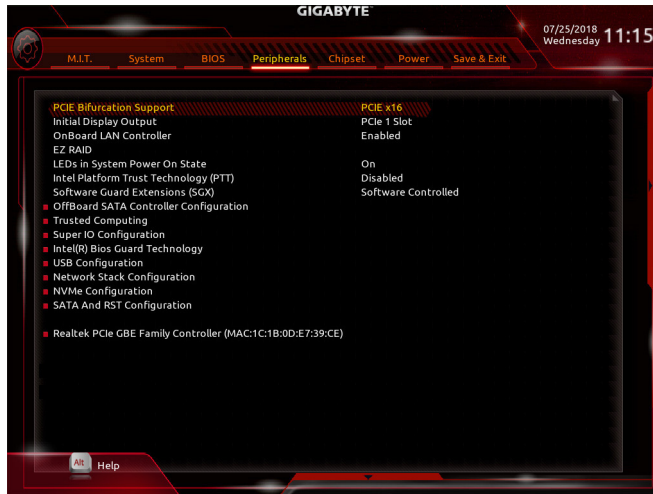 GIGABYTE
07/25/2018
Wednesday 11:15
M.I.T. System BIOS Peripherals Chipset Power Save & Exit
PCIE Bifurcation Support PCIE x16
Initial Display Output PCIe 1 Slot
OnBoard LAN Controller Enabled
EZ RAID
LEDs in System Power On State On
Intel Platform Trust Technology (PTT) Disabled
Software Guard Extensions (SGX) Software Controlled
OffBoard SATA Controller Configuration
Trusted Computing
Super IO Configuration
Intel(R) Bios Guard Technology
USB Configuration
Network Stack Configuration
NVMe Configuration
SATA And RST Configuration
Realtek PCIe GBE Family Controller (MAC:1C:1B:0D:E7:39:CE)
Alt Help